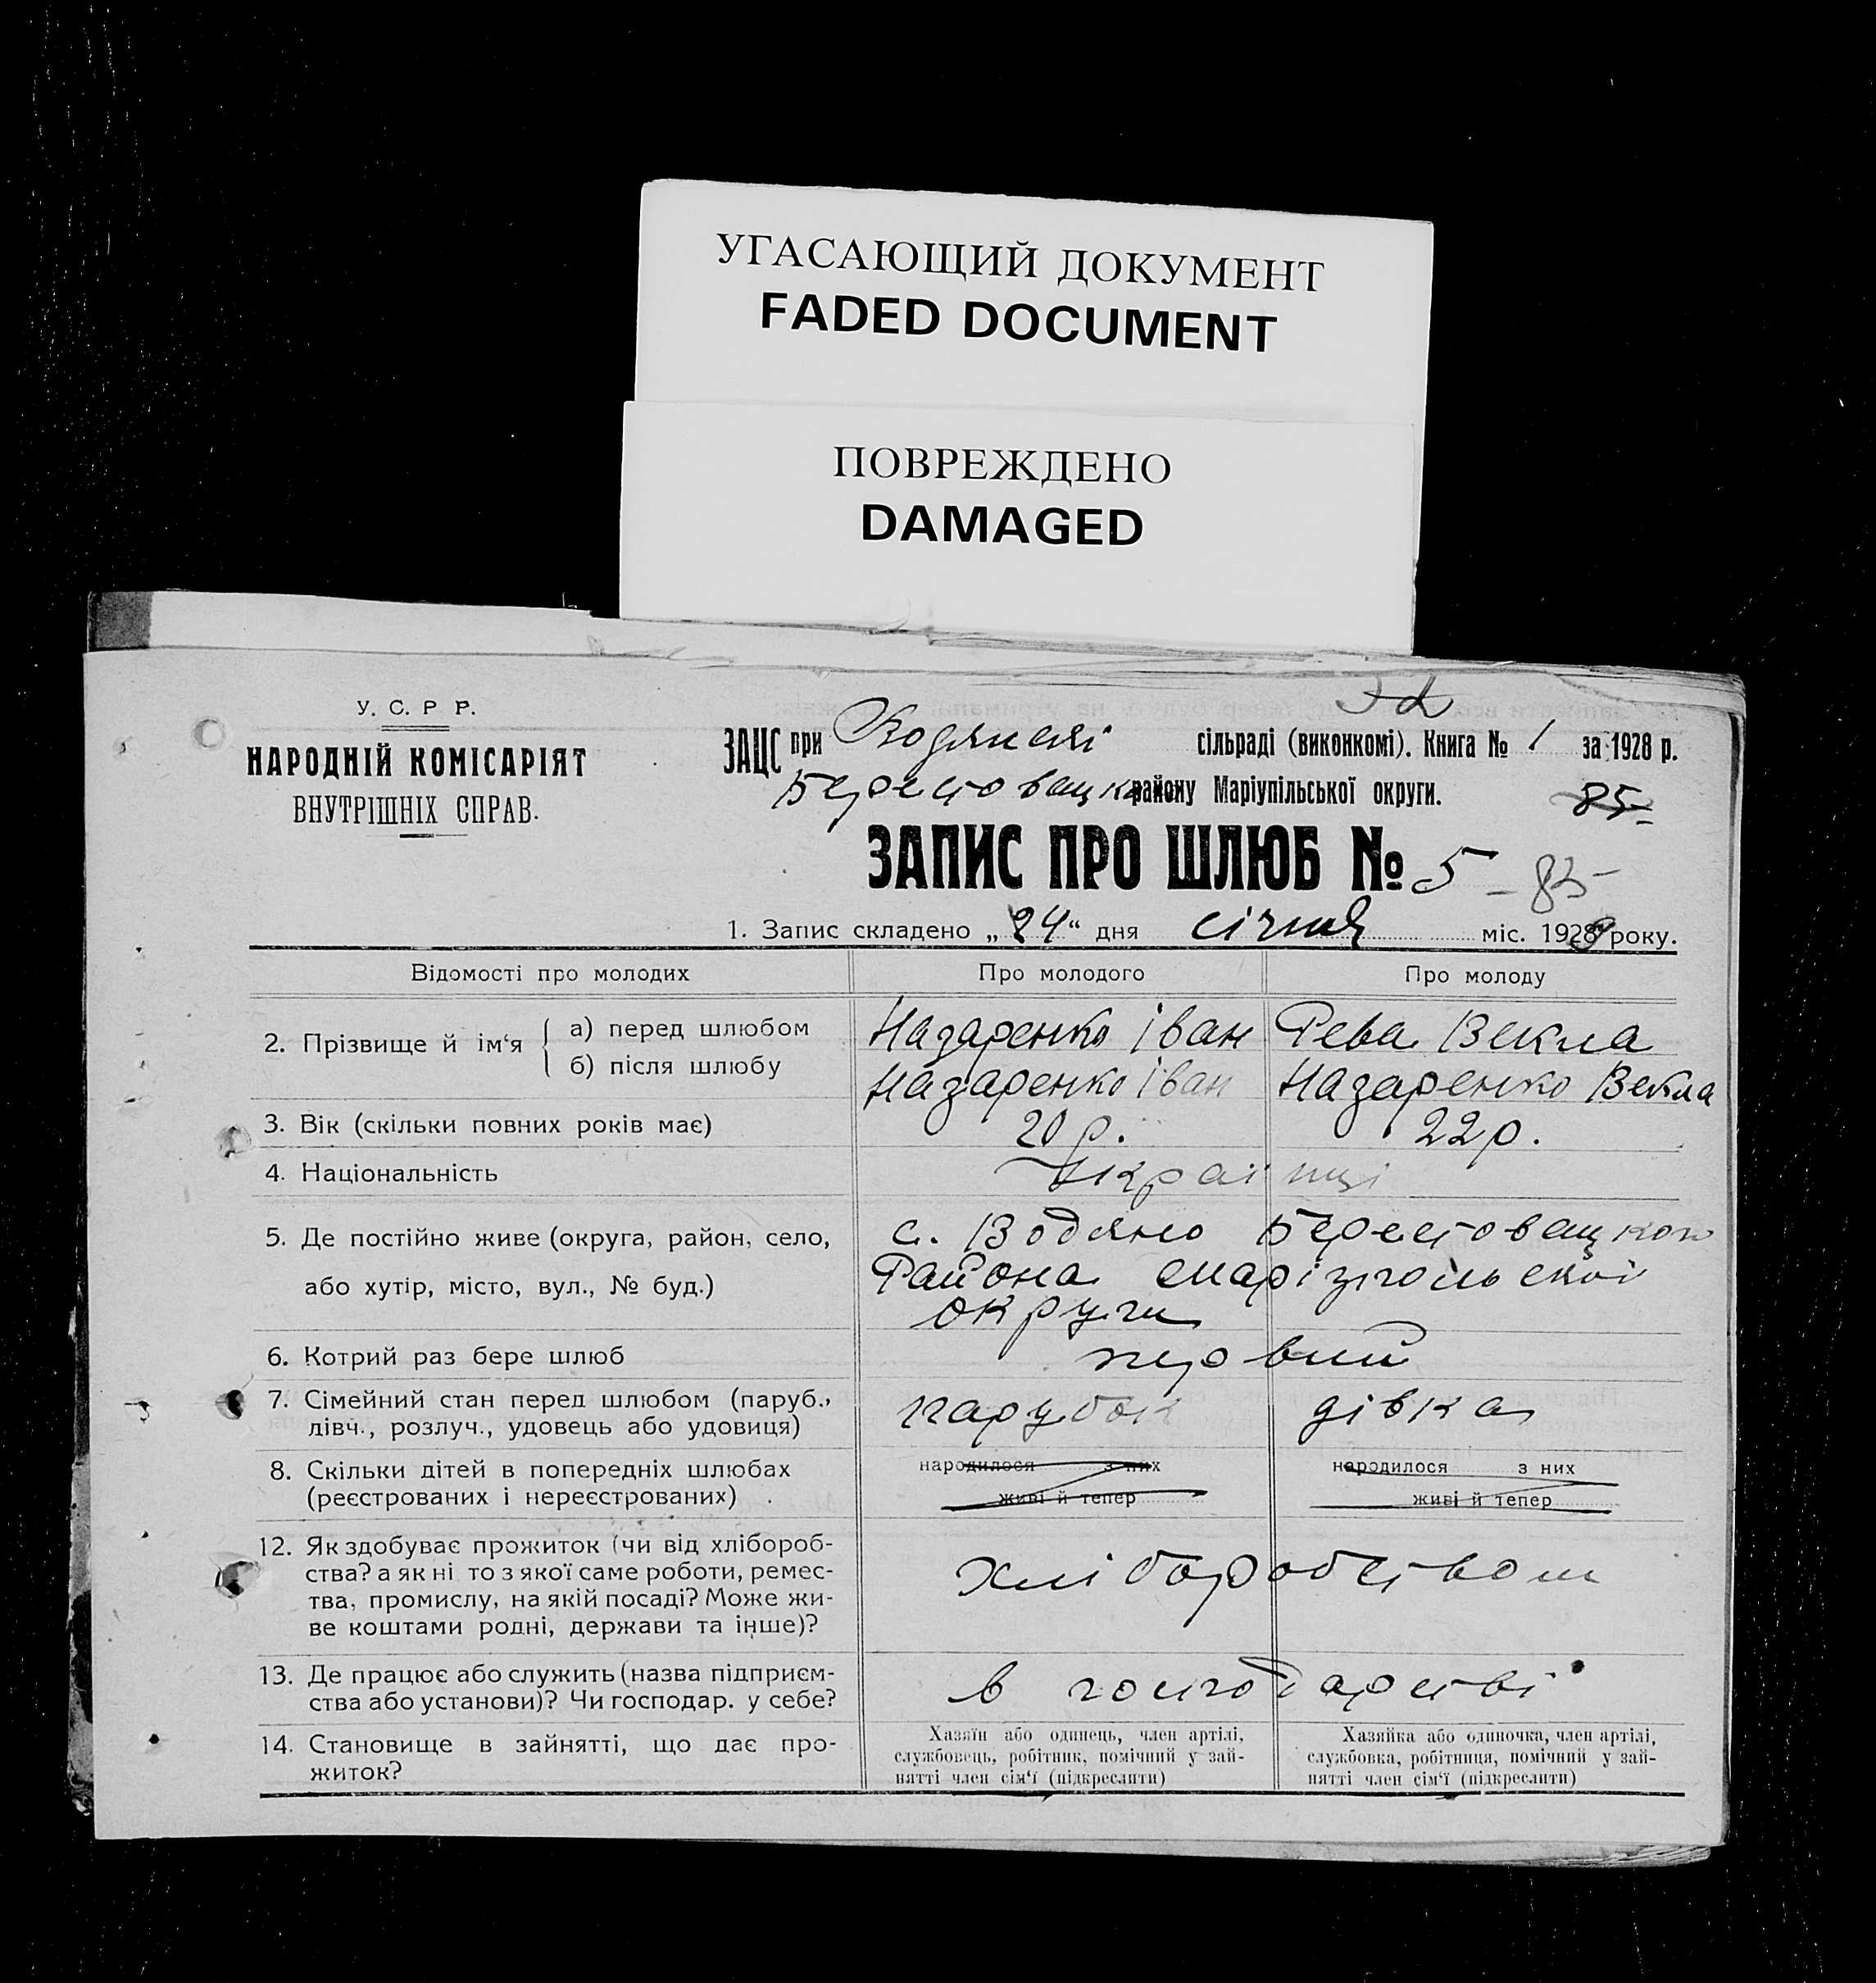 УГАСАЮЩИЙ ДОКУМЕНТ
FADED DOCUMENT
ПОВРЕЖДЕНО
DAMAGED
У. С. Р Р.
НАРОДНІЙ КОМІСАРІЯТ
ВНУТРІШНІХ СПРАВ.
ЗАЦС при Водянській сільраді (виконкомі). Книга № 1 за 1928 р.
Берестовецк району Маріупільської округи. 85
ЗАПИС ПРО ШЛЮБ № 5 - 85
1. Запис складено „24“ дня січня міс. 1929 року.
Відомості про молодих Про молодого Про молоду
2. Прізвище й ім‘я { а) перед шлюбом Назаренко Іван Рева Векла
б) після шлюбу Назаренко Іван Назаренко Векла
3. Вік (скільки повних років має) 20 р. 22 р.
4. Національність Українці
5. Де постійно живе (округа, район, село, с. Водяно Берестовецкого
або хутір, місто, вул., № буд.) Района Маріюпольскої
округи
6. Котрий раз бере шлюб первий
7. Сімейний стан перед шлюбом (паруб., парубок дівка
дівч., розлуч., удовець або удовиця)
8. Скільки дітей в попередніх шлюбах народилося з них народилося з них
(реєстрованих і нереєстрованих) живі й тепер живі й тепер
12. Як здобуває прожиток (чи від хлібороб-
ства? а як ні то з якої саме роботи, ремес- хліборобством
тва, промислу, на якій посаді? Може жи-
ве коштами родні, держави та інше)?
13. Де працює або служить (назва підприєм- в господарстві
ства або установи)? Чи господар. у себе?
14. Становище в зайнятті, що дає про-
житок?
Хазяїн або одинець, член артілі,
службовець, робітник, помічний у зай-
нятті член сім‘ї (підкреслити)
Хазяйка або одиночка, член артілі,
службовка, робітниця, помічний у зай-
нятті член сім‘ї (підкреслити)